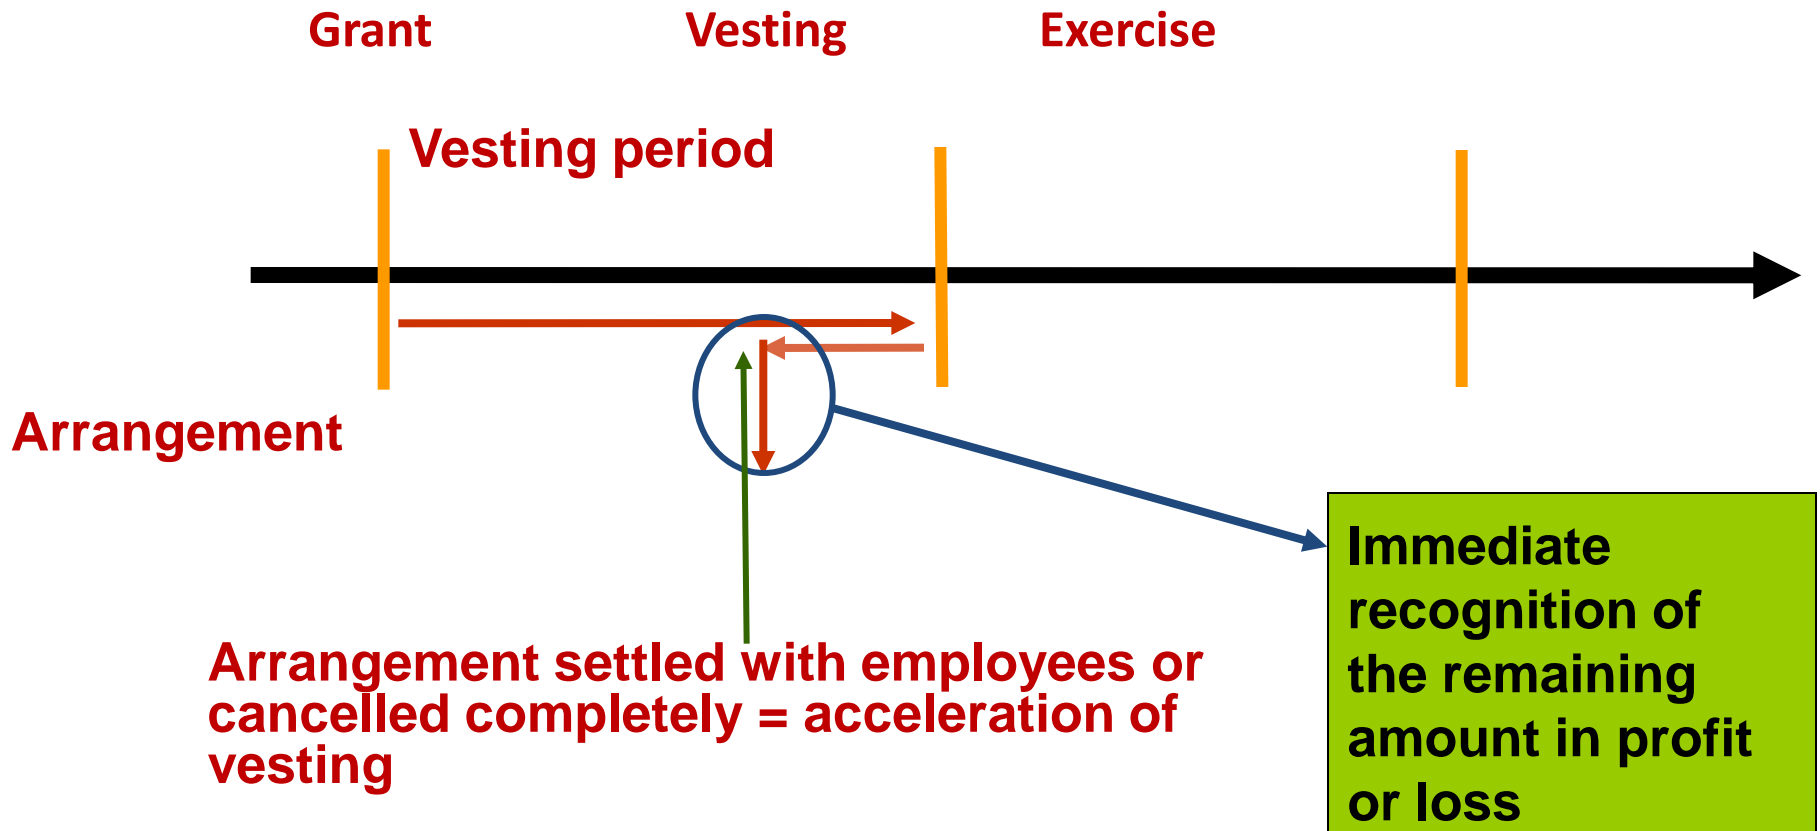 Grant Vesting Exercise
Vesting period
Arrangement
Arrangement settled with employees or
cancelled completely = acceleration of
vesting
Immediate
recognition of
the remaining
amount in profit
or loss